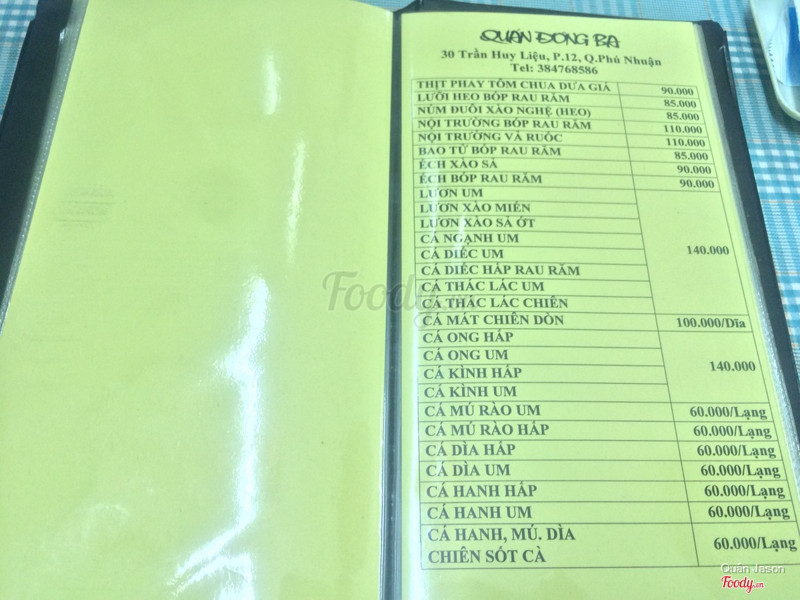 QUÁN ĐÔNG BA
30 Trần Huy Liệu, P.12, Q.Phú Nhuận
Tel: 384768586
THỊT PHAY TÔM CHUA DƯA GIÁ 90.000
LƯỠI HEO BÓP RAU RĂM 85.000
NÚM ĐUÔI XÀO NGHỆ (HEO) 85.000
NỘI TRƯỜNG BÓP RAU RĂM 110.000
NỘI TRƯỜNG VẢ RUỐC 110.000
BAO TỬ BÓP RAU RĂM 85.000
ẾCH XÀO SẢ 90.000
ẾCH BÓP RAU RĂM 90.000
LƯƠN UM
LƯƠN XÀO MIẾN
LƯƠN XÀO SẢ ỚT
CÁ NGẠNH UM
CÁ DIẾC UM 140.000
CÁ DIẾC HẤP RAU RĂM
CÁ THÁC LÁC UM
CÁ THÁC LÁC CHIÊN
CÁ MÁT CHIÊN DÒN 100.000/Dĩa
CÁ ONG HẤP
CÁ ONG UM
CÁ KÌNH HẤP 140.000
CÁ KÌNH UM
CÁ MÚ RÀO UM 60.000/Lạng
CÁ MÚ RÀO HẤP 60.000/Lạng
CÁ DÌA HẤP 60.000/Lạng
CÁ DÌA UM 60.000/Lạng
CÁ HANH HẤP 60.000/Lạng
CÁ HANH UM 60.000/Lạng
CÁ HANH, MÚ. DÌA
CHIÊN SỐT CÀ 60.000/Lạng
Foody.vn
Quân Jason
Foody.vn